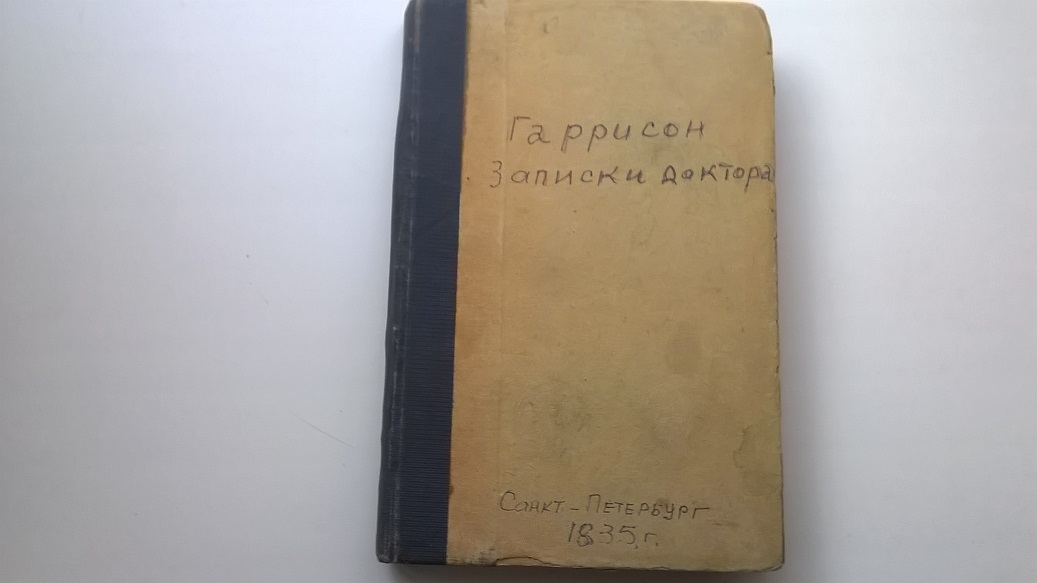 Гаррисон
Записки доктора
Санкт-Петербург
1835 г.